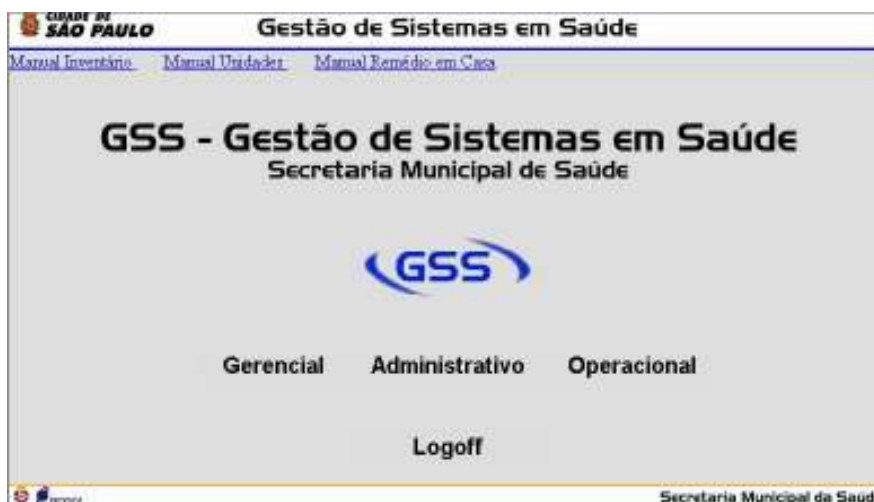 CIDADE DE
SÃO PAULO
Gestão de Sistemas em Saúde
Manual Inventário Manual Unidades Manual Remédio em Casa
GSS - Gestão de Sistemas em Saúde
Secretaria Municipal de Saúde
GSS
Gerencial Administrativo Operacional
Logoff
Secretaria Municipal da Saúd